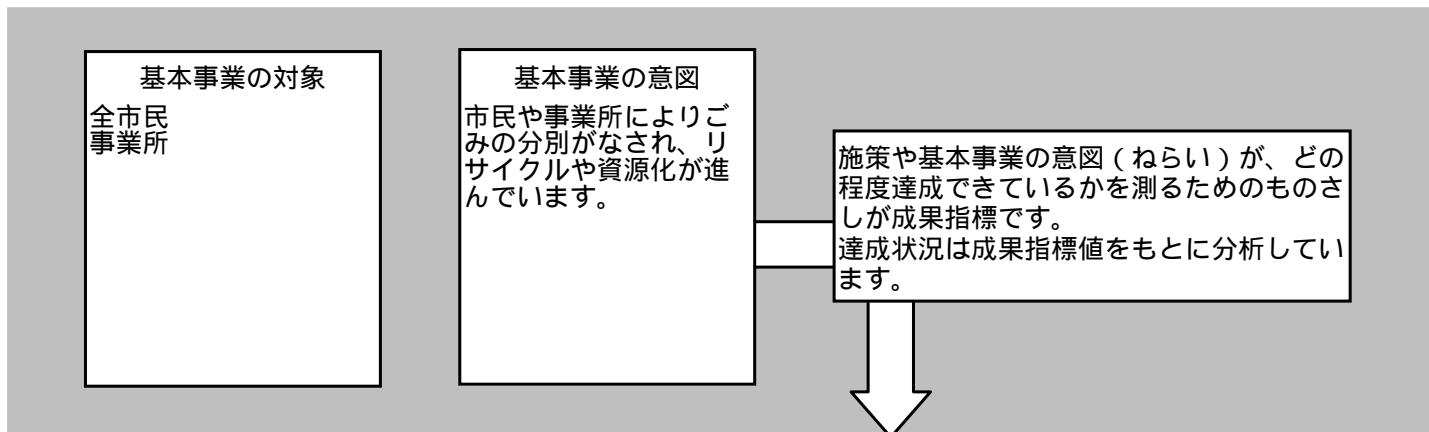 基本事業の対象
全市民
事業所
基本事業の意図
市民や事業所によりご
みの分別がなされ、リ
サイクルや資源化が進
んでいます。
施策や基本事業の意図（ねらい）が、どの
程度達成できているかを測るためのものさ
しが成果指標です。
達成状況は成果指標値をもとに分析してい
ます。